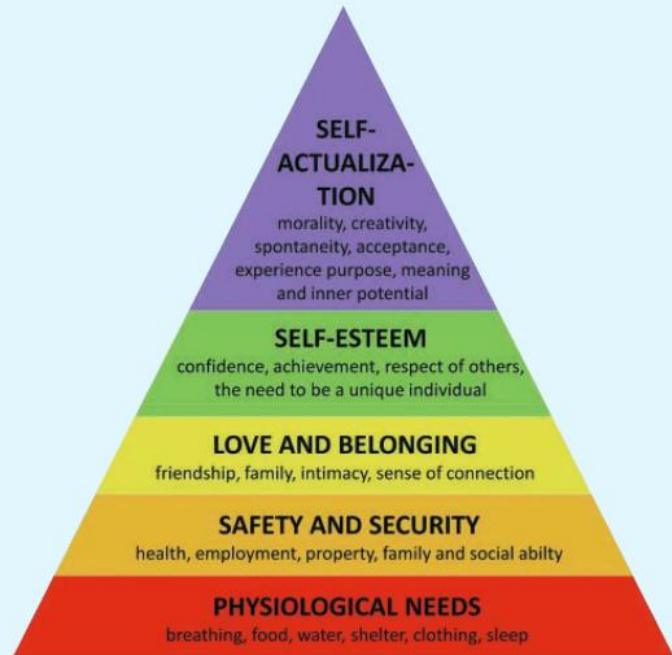 SELF-
ACTUALIZA-
TION
morality, creativity,
spontaneity, acceptance,
experience purpose, meaning
and inner potential
SELF-ESTEEM
confidence, achievement, respect of others,
the need to be a unique individual
LOVE AND BELONGING
friendship, family, intimacy, sense of connection
SAFETY AND SECURITY
health, employment, property, family and social abilty
PHYSIOLOGICAL NEEDS
breathing, food, water, shelter, clothing, sleep